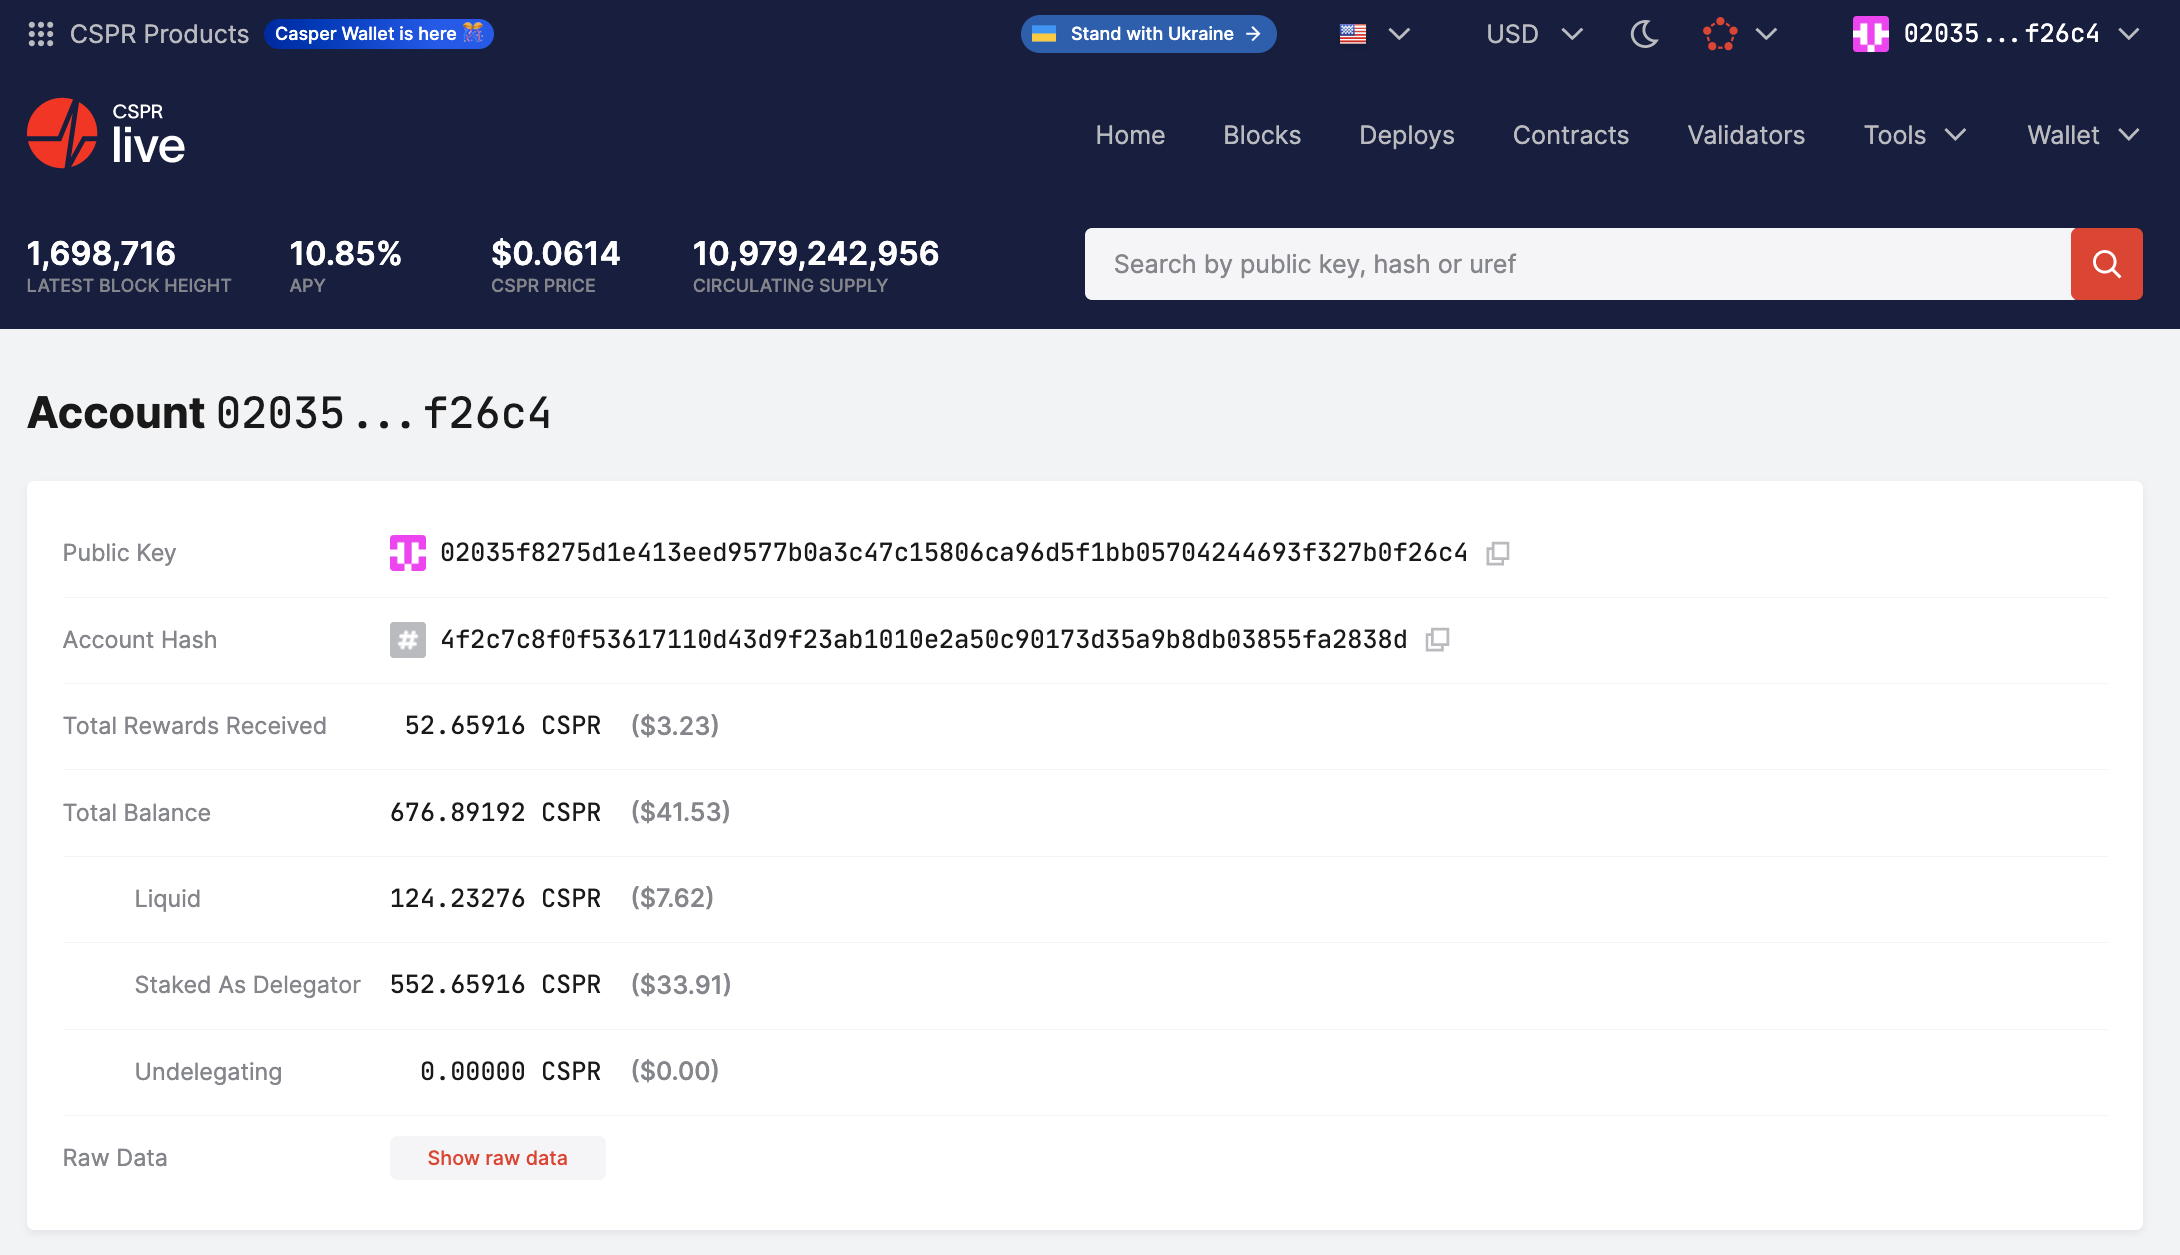 CSPR Products Casper Wallet is here Stand with Ukraine → USD 02035...f26c4
CSPR
live
Home Blocks Deploys Contracts Validators Tools Wallet
1,698,716 10.85% $0.0614 10,979,242,956
LATEST BLOCK HEIGHT APY CSPR PRICE CIRCULATING SUPPLY
Search by public key, hash or uref
Account 02035...f26c4
Public Key 02035f8275d1e413eed9577b0a3c47c15806ca96d5f1bb05704244693f327b0f26c4
Account Hash # 4f2c7c8f0f53617110d43d9f23ab1010e2a50c90173d35a9b8db03855fa2838d
Total Rewards Received 52.65916 CSPR ($3.23)
Total Balance 676.89192 CSPR ($41.53)
Liquid 124.23276 CSPR ($7.62)
Staked As Delegator 552.65916 CSPR ($33.91)
Undelegating 0.00000 CSPR ($0.00)
Raw Data Show raw data